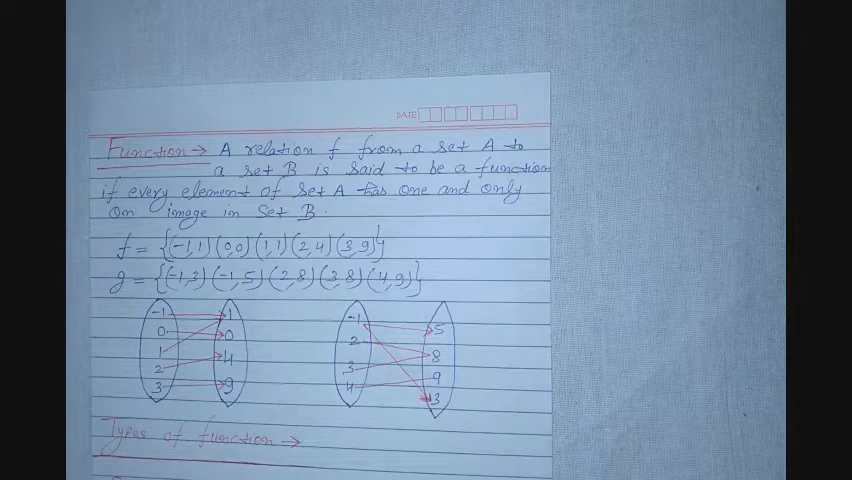 DATE
Function → A relation f from a set A to
a set B is said to be a function
if every element of set A has one and only
on image in set B.
f = {(-1,1)(0,0)(1,1)(2,4)(3,9)}
g = {(-1,3)(-1,5)(2,8)(3,8)(4,9)}
-1 1 -1 5
0 0 2 8
1 4 3 9
2 9 4 3
3
Types of function →